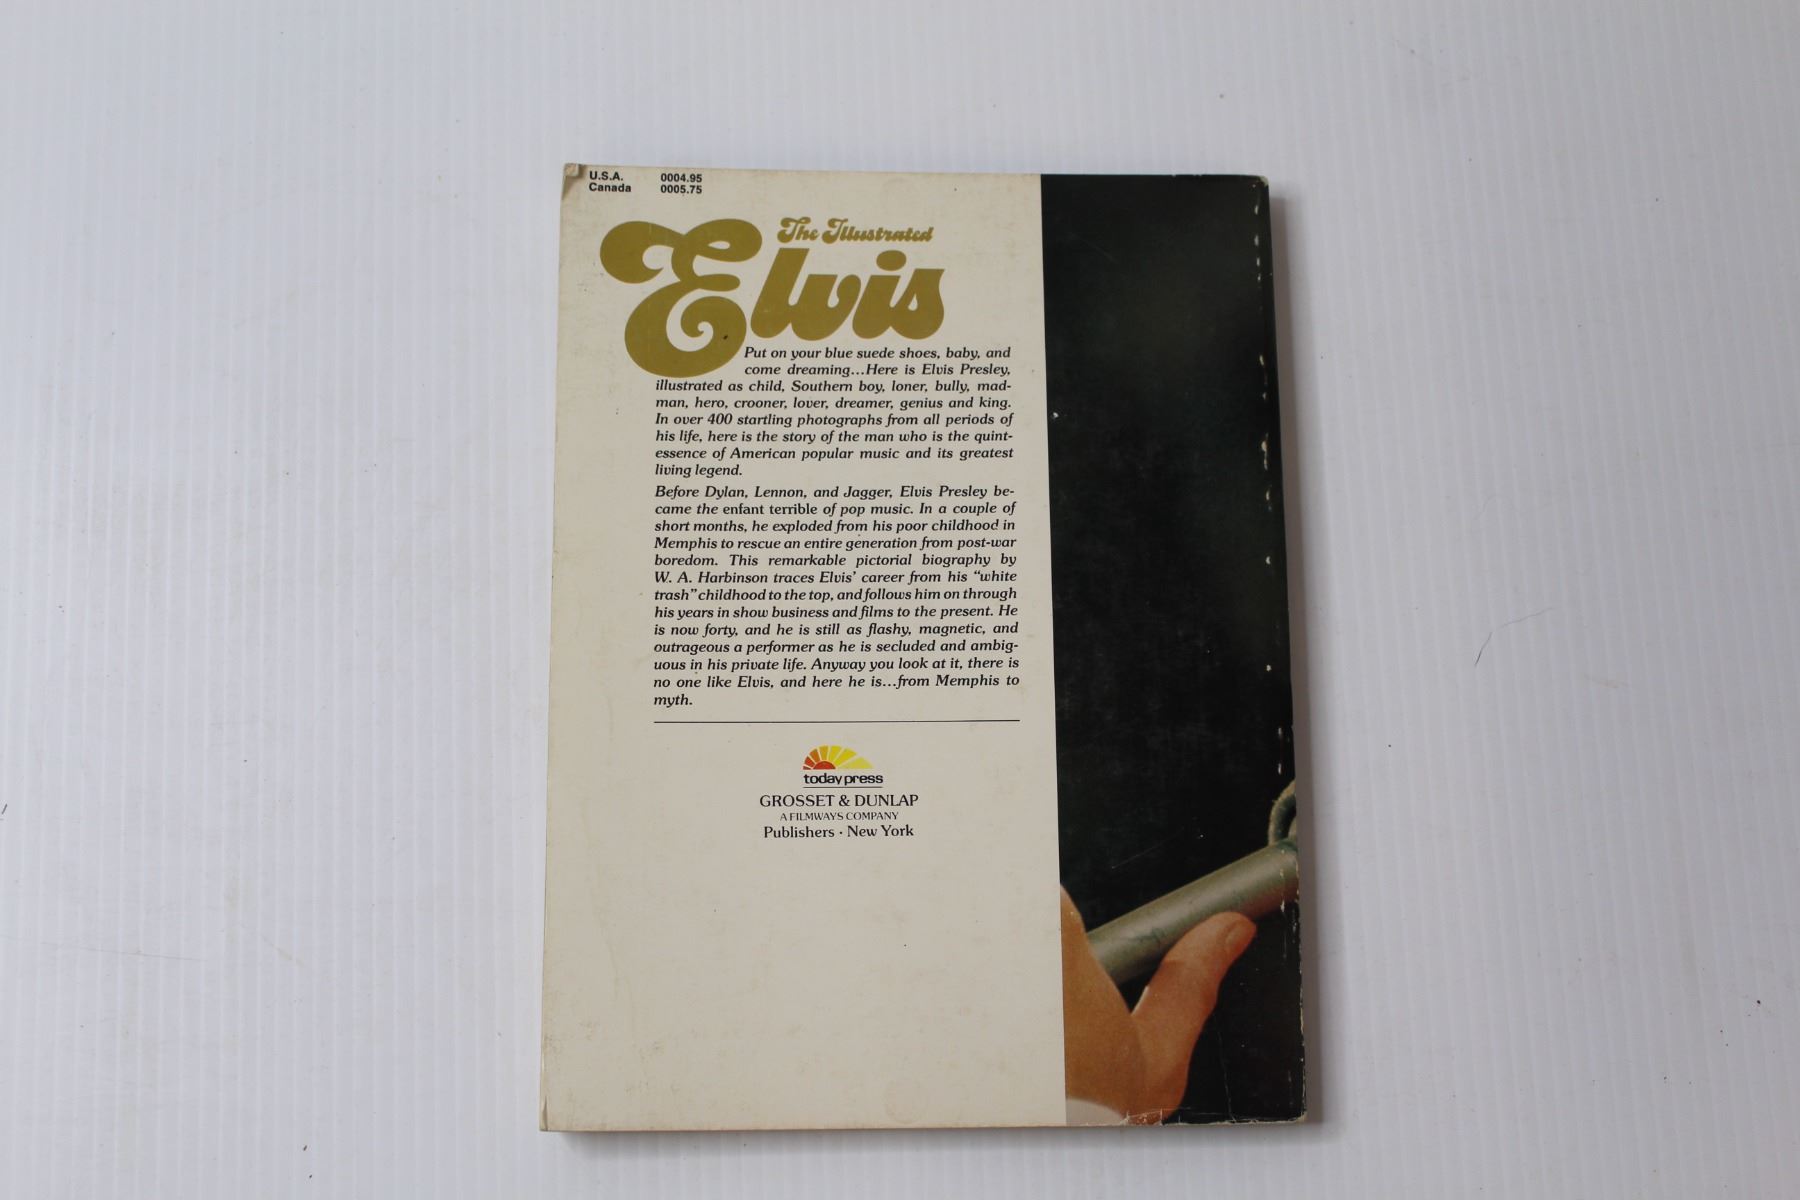 U.S.A. 0004.95
Canada 0005.75
The Illustrated
Elvis
Put on your blue suede shoes, baby, and
come dreaming...Here is Elvis Presley,
illustrated as child, Southern boy, loner, bully, mad-
man, hero, crooner, lover, dreamer, genius and king.
In over 400 startling photographs from all periods of
his life, here is the story of the man who is the quint-
essence of American popular music and its greatest
living legend.
Before Dylan, Lennon, and Jagger, Elvis Presley be-
came the enfant terrible of pop music. In a couple of
short months, he exploded from his poor childhood in
Memphis to rescue an entire generation from post-war
boredom. This remarkable pictorial biography by
W. A. Harbinson traces Elvis' career from his "white
trash" childhood to the top, and follows him on through
his years in show business and films to the present. He
is now forty, and he is still as flashy, magnetic, and
outrageous a performer as he is secluded and ambig-
uous in his private life. Anyway you look at it, there is
no one like Elvis, and here he is...from Memphis to
myth.
today press
GROSSET & DUNLAP
A FILMWAYS COMPANY
Publishers · New York